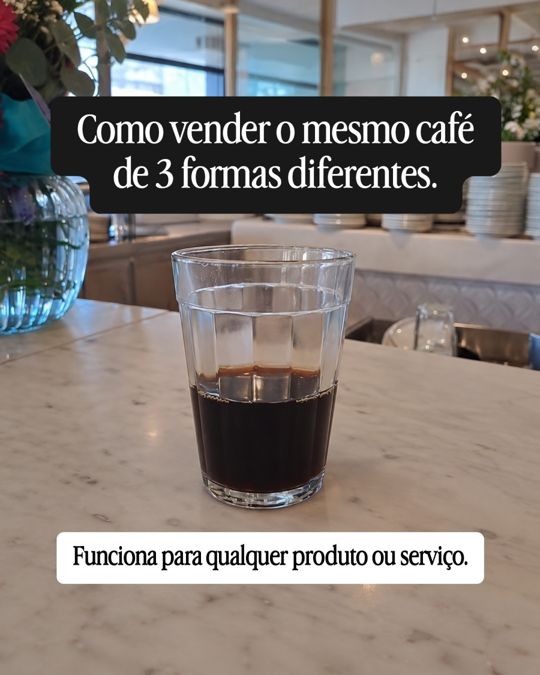 Como vender o mesmo café
de 3 formas diferentes.
Funciona para qualquer produto ou serviço.